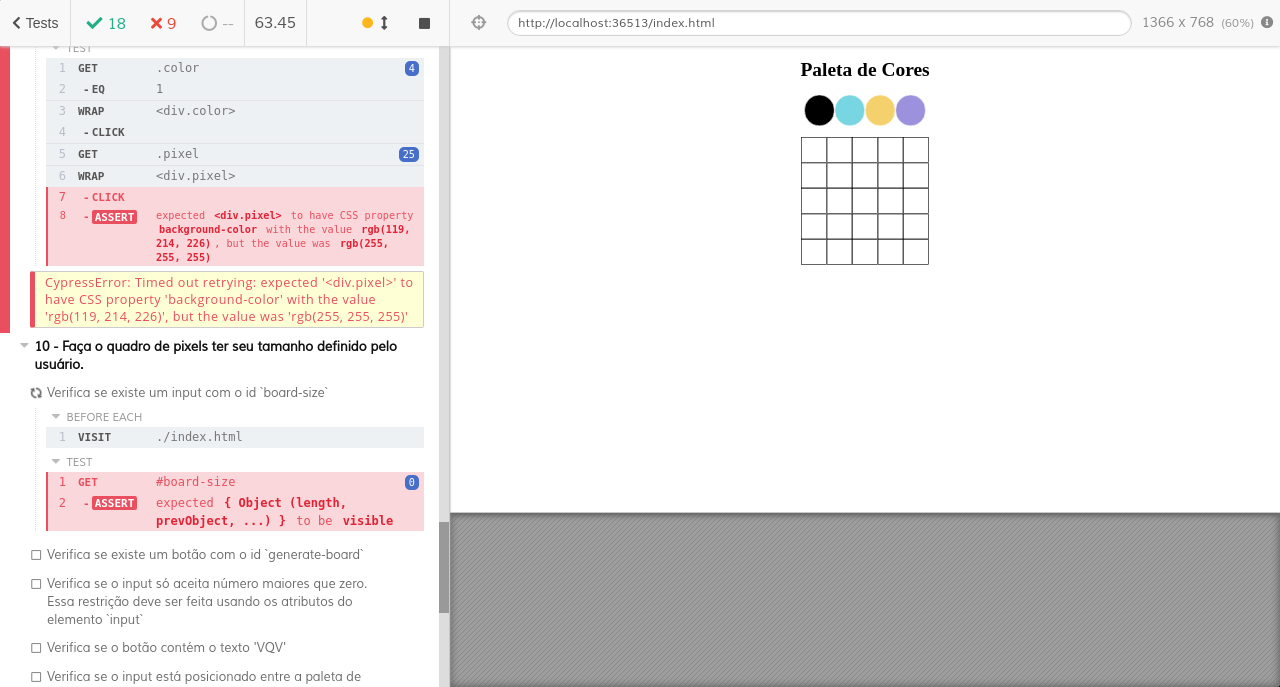 Tests 18 9 -- 63.45 http://localhost:36513/index.html 1366 x 768 (60%)
TEST
1 GET .color 4
2 - EQ 1
3 WRAP <div.color>
4 - CLICK
5 GET .pixel 25
6 WRAP <div.pixel>
7 - CLICK
8 - ASSERT expected <div.pixel> to have CSS property
background-color with the value rgb(119,
214, 226) , but the value was rgb(255,
255, 255)
CypressError: Timed out retrying: expected '<div.pixel>' to
have CSS property 'background-color' with the value
'rgb(119, 214, 226)', but the value was 'rgb(255, 255, 255)'
10 - Faça o quadro de pixels ter seu tamanho definido pelo
usuário.
Verifica se existe um input com o id `board-size`
BEFORE EACH
1 VISIT ./index.html
TEST
1 GET #board-size 0
2 - ASSERT expected { Object (length,
prevObject, ...) } to be visible
Verifica se existe um botão com o id `generate-board`
Verifica se o input só aceita número maiores que zero.
Essa restrição deve ser feita usando os atributos do
elemento `input`
Verifica se o botão contém o texto 'VQV'
Verifica se o input está posicionado entre a paleta de
Paleta de Cores